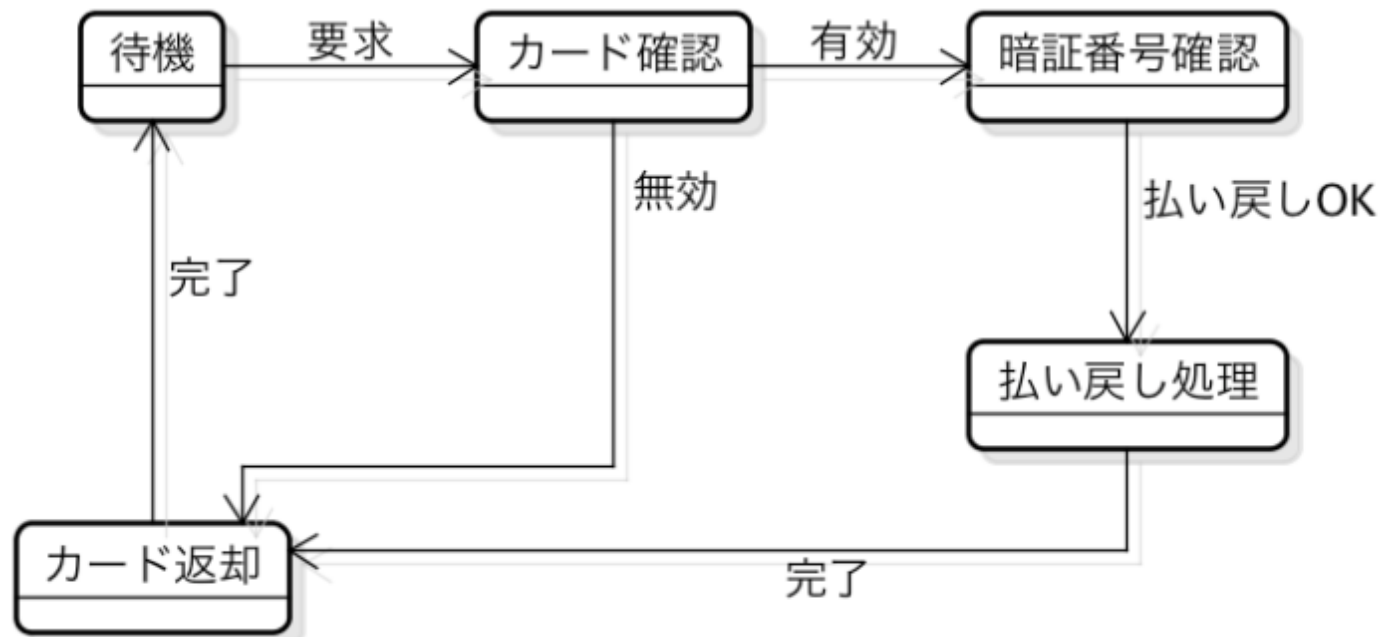 待機
要求
カード確認
有効
暗証番号確認
無効
払い戻しOK
完了
払い戻し処理
カード返却
完了